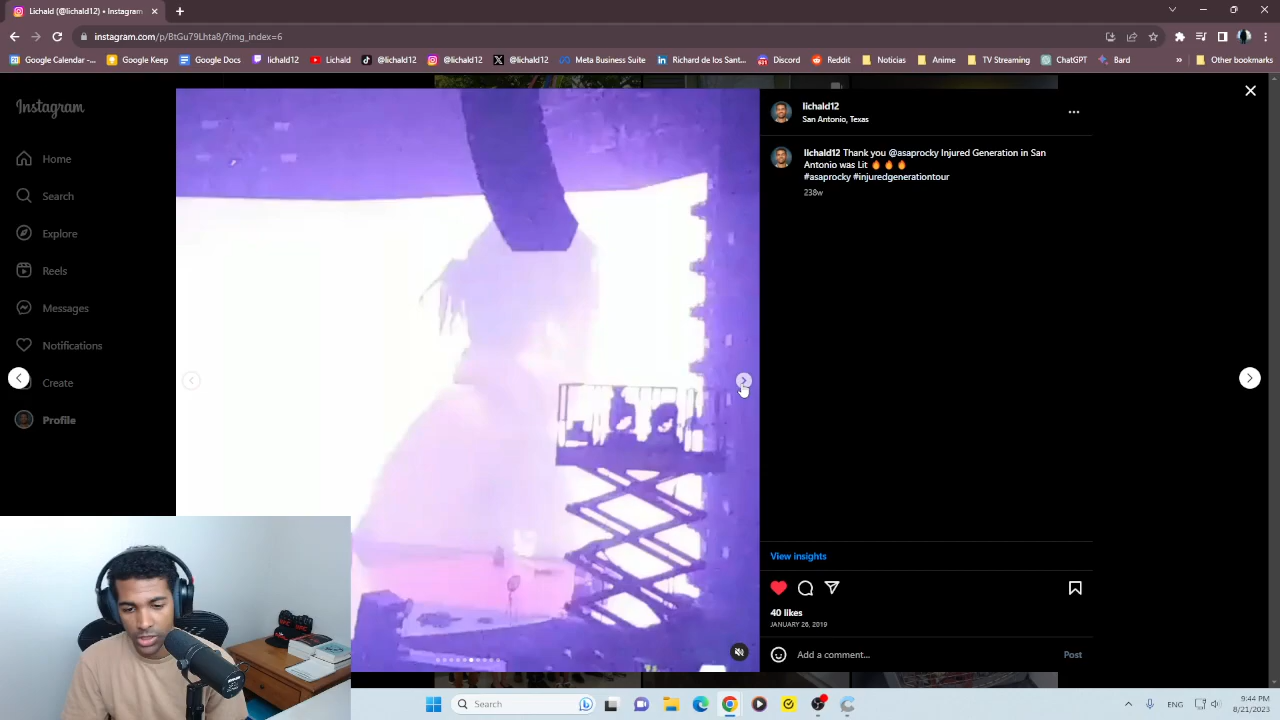 Lichald (@lichald12) • Instagram
instagram.com/p/BtGu79Lhta8/?img_index=6
Google Calendar -...
Google Keep
Google Docs
lichald12
Lichald
@lichald12
@lichald12
@lichald12
Meta Business Suite
Richard de los Sant...
Discord
Reddit
Noticias
Anime
TV Streaming
ChatGPT
Bard
»
Instagram
Home
Search
Explore
Reels
Messages
Notifications
Create
Profile
lichald12
San Antonio, Texas
lichald12 Thank you @asaprocky Injured Generation in San
Antonio was Lit 🔥🔥🔥
#asaprocky #injuredgenerationtour
238w
View insights
40 likes
JANUARY 26, 2019
Add a comment...
Post
Search
ENG
9:44 PM
8/21/2023